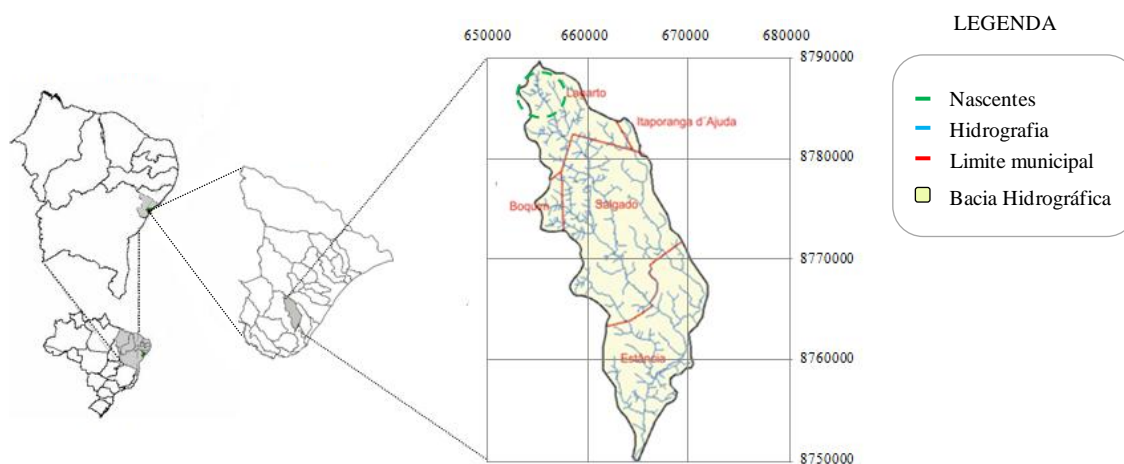 LEGENDA
650000 660000 670000 680000
8790000
Nascentes
Lagarto
Hidrografia
Itaporanga d´Ajuda
8780000
Limite municipal
Boquim
Salgado
Bacia Hidrográfica
8770000
8760000
Estância
8750000